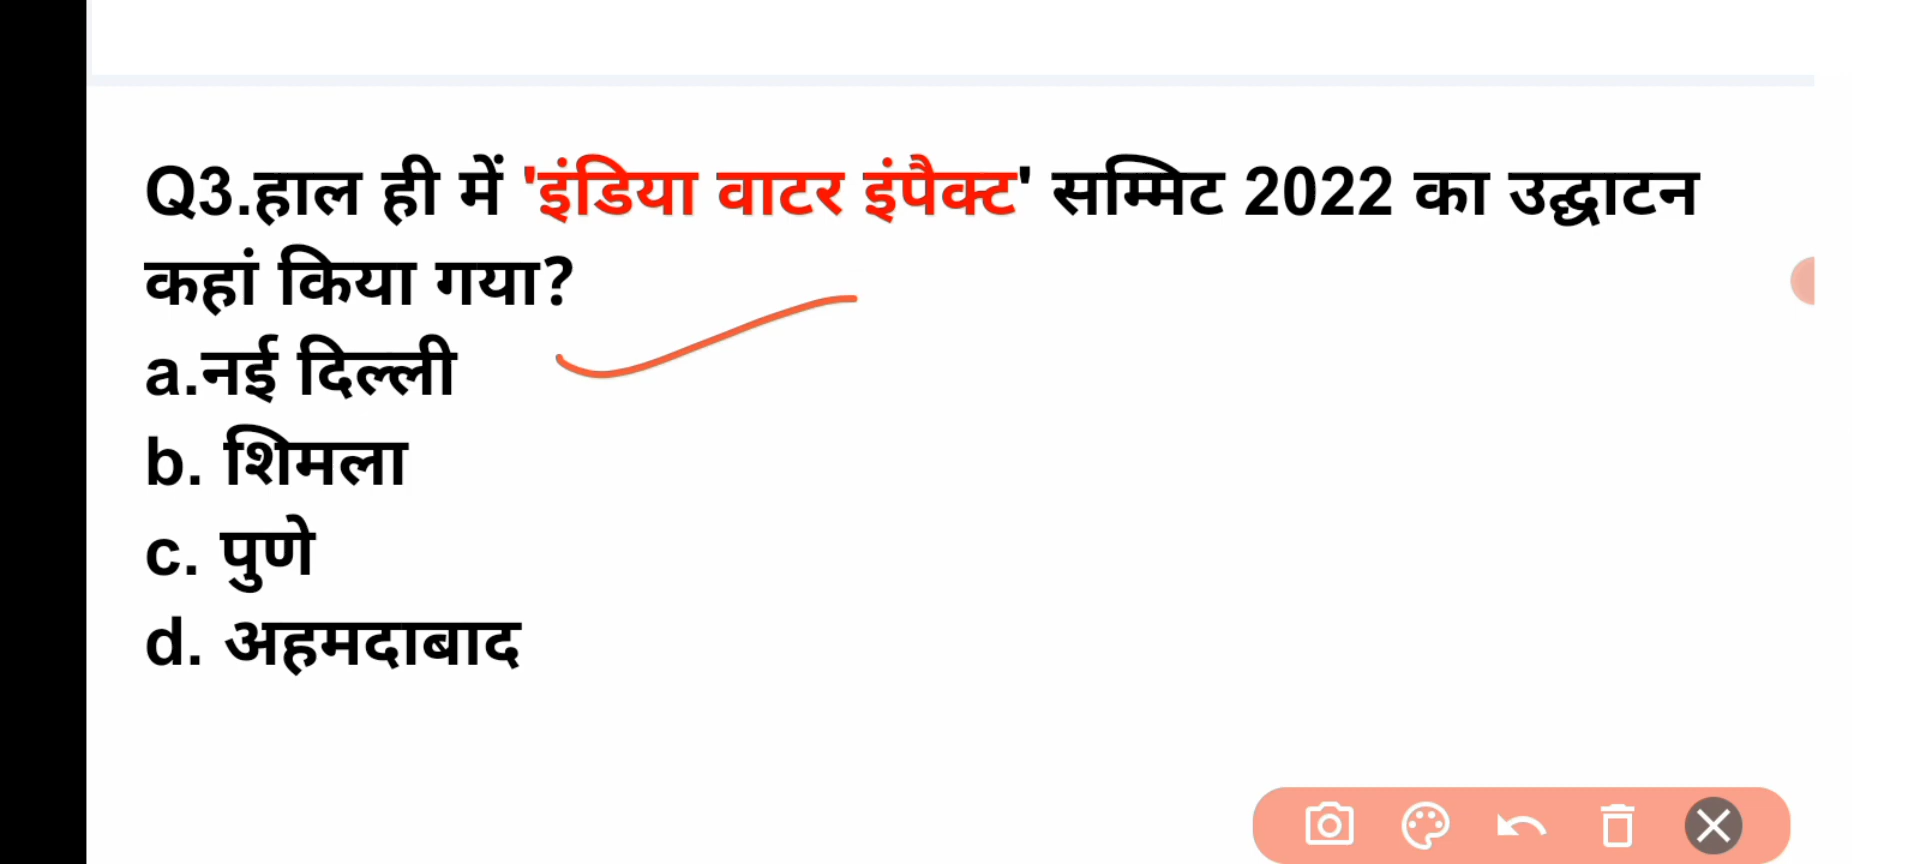 Q3.हाल ही में 'इंडिया वाटर इंपैक्ट' सम्मिट 2022 का उद्घाटन
कहां किया गया?
a.नई दिल्ली
b. शिमला
c. पुणे
d. अहमदाबाद